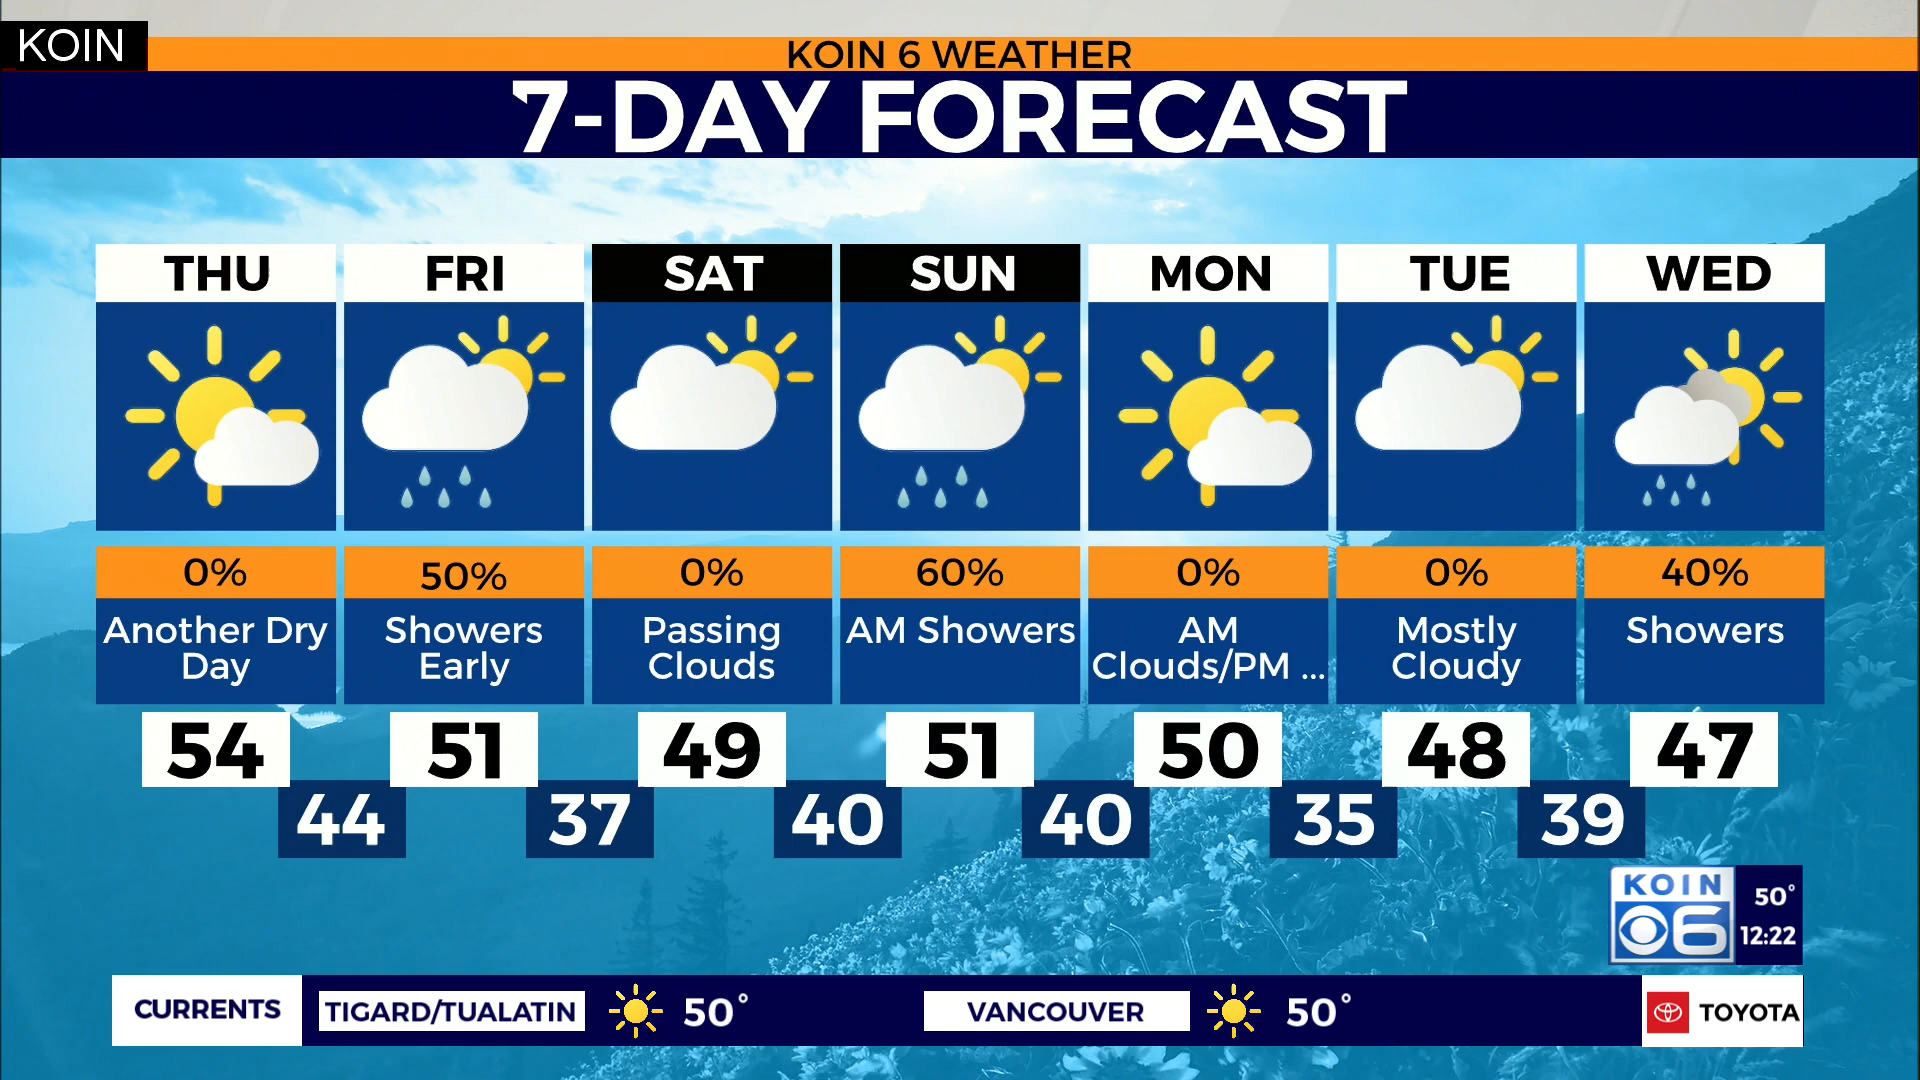 KOIN
KOIN 6 WEATHER
7-DAY FORECAST
THU FRI SAT SUN MON TUE WED
0% 50% 0% 60% 0% 0% 40%
Another Dry
Day
Showers
Early
Passing
Clouds
AM Showers
AM
Clouds/PM ...
Mostly
Cloudy
Showers
54 51 49 51 50 48 47
44 37 40 40 35 39
KOIN
6
50°
12:22
CURRENTS
TIGARD/TUALATIN 50°
VANCOUVER 50°
TOYOTA